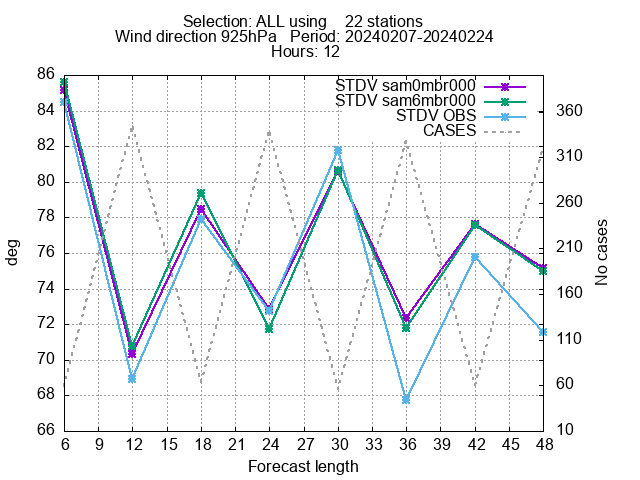 Selection: ALL using    22 stations
Wind direction 925hPa   Period: 20240207-20240224
Hours: 12
STDV sam0mbr000
STDV sam6mbr000
STDV OBS
CASES
86
84
82
80
78
76
74
72
70
68
66
deg
360
310
260
210
160
110
60
10
No cases
6 9 12 15 18 21 24 27 30 33 36 39 42 45 48
Forecast length